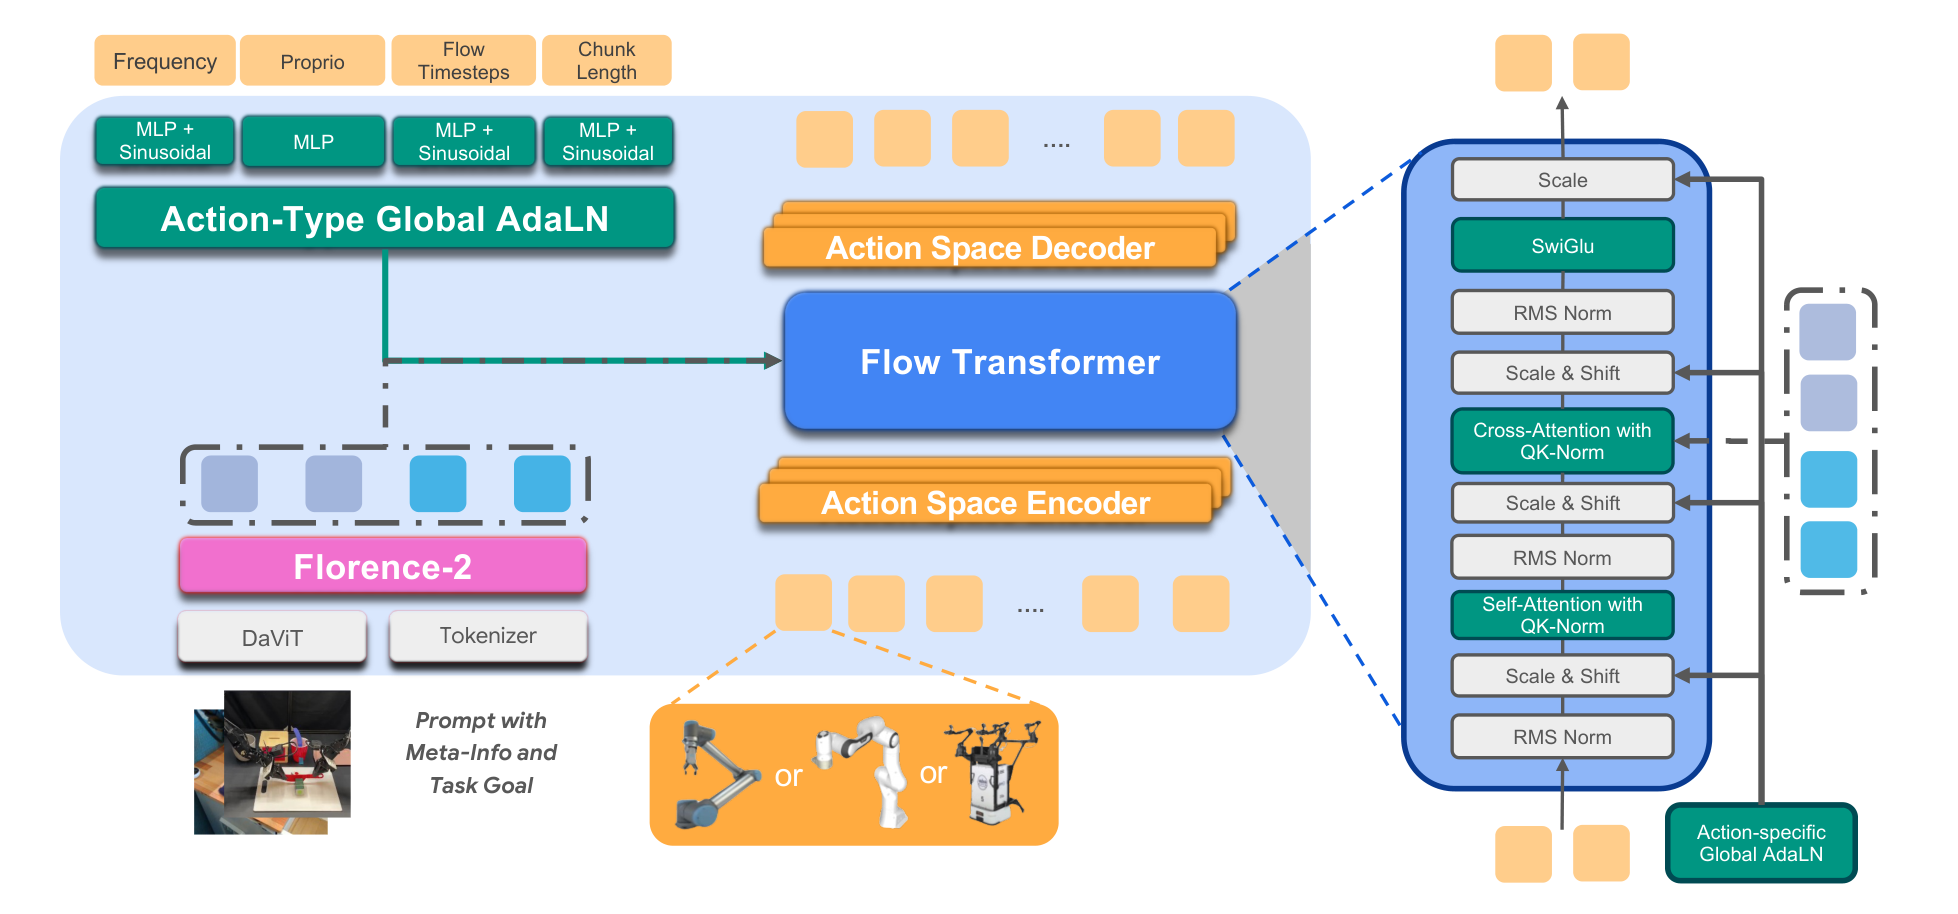 Frequency
Proprio
Flow
Timesteps
Chunk
Length
MLP +
Sinusoidal
MLP
MLP +
Sinusoidal
MLP +
Sinusoidal
Action-Type Global AdaLN
....
Action Space Decoder
Flow Transformer
Action Space Encoder
....
Florence-2
DaViT
Tokenizer
Prompt with
Meta-Info and
Task Goal
or
or
Scale
SwiGlu
RMS Norm
Scale & Shift
Cross-Attention with
QK-Norm
Scale & Shift
RMS Norm
Self-Attention with
QK-Norm
Scale & Shift
RMS Norm
Action-specific
Global AdaLN